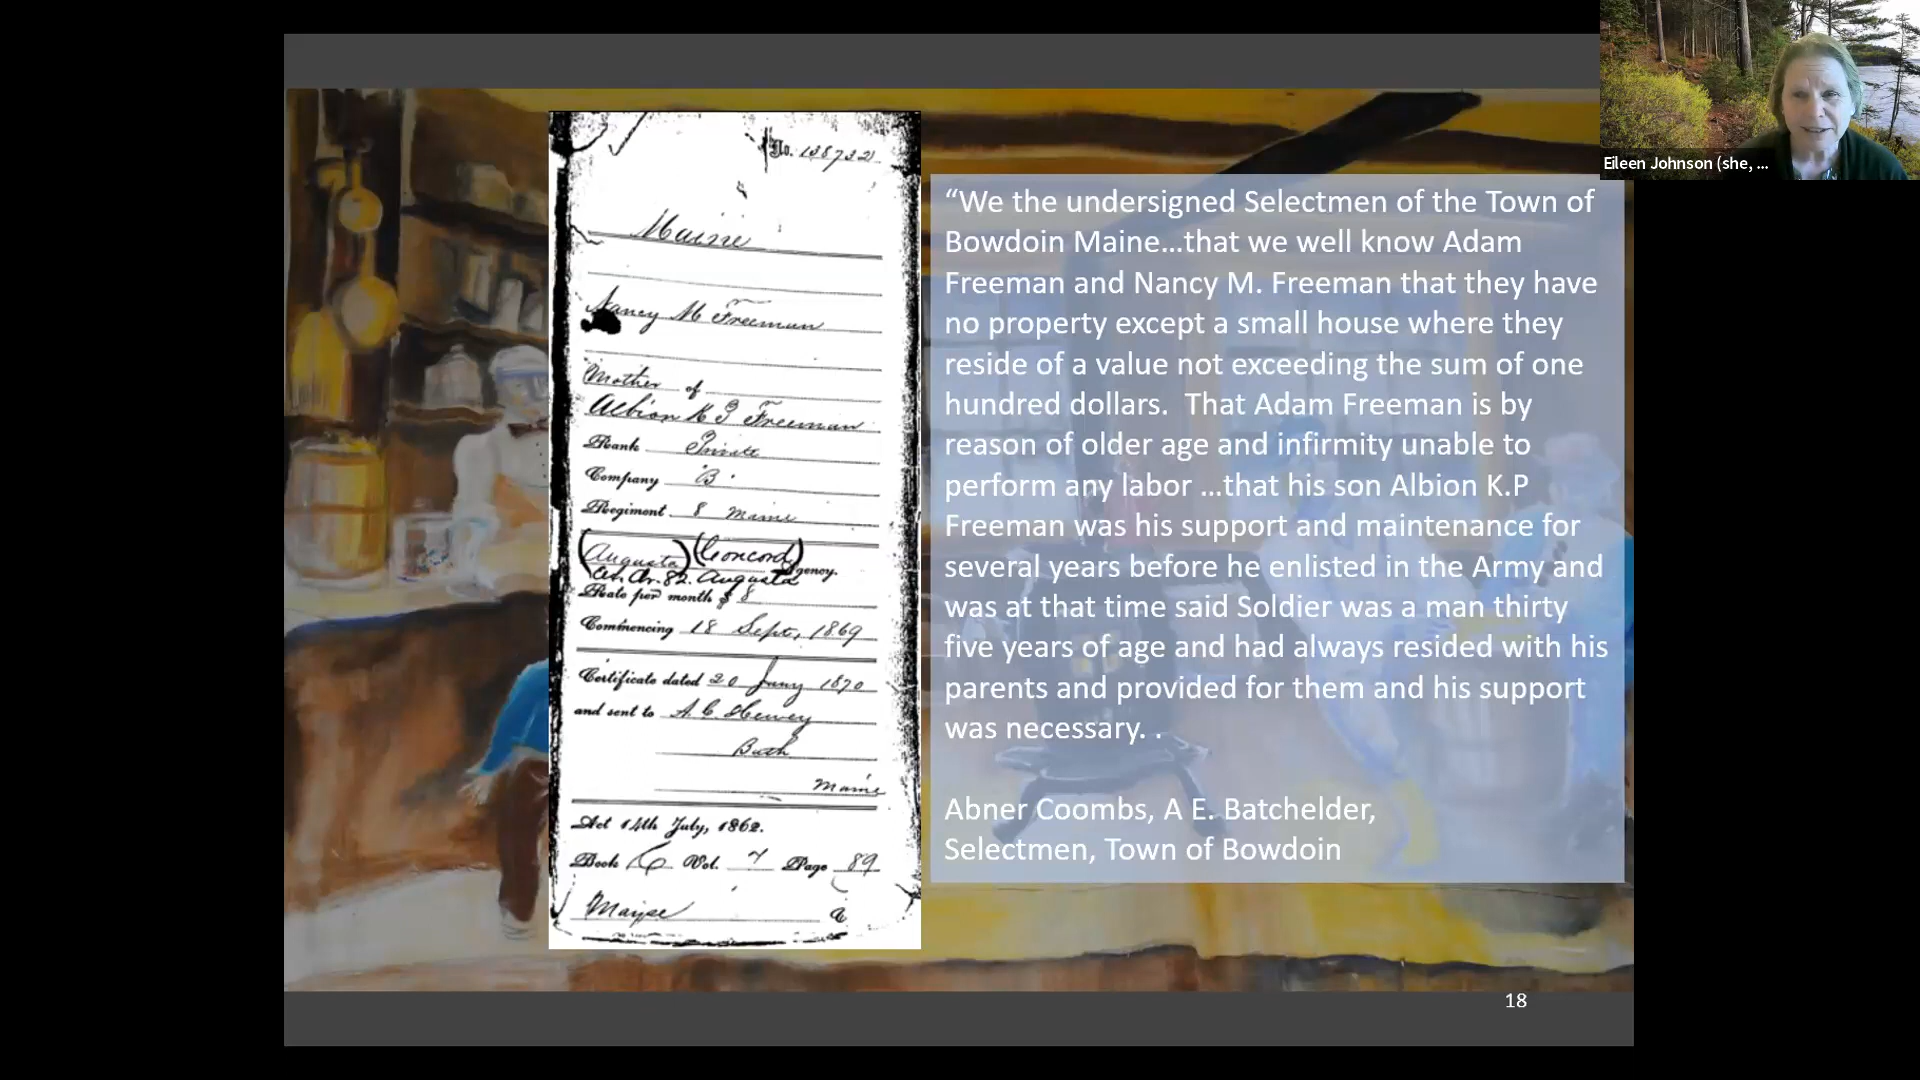 No. 138732
Maine
Nancy M Freeman
Mother of
Albion K P Freeman
Rank Private
Company 'B'
Regiment 8 Maine
(Augusta) (Concord) Agency.
Augusta
Rate per month $ 8
Commencing 18 Sept, 1869
Certificate dated 20 Jany 1870
and sent to
Bath
Maine
Act 14th July, 1862.
Book Vol. 7 Page 89
“We the undersigned Selectmen of the Town of
Bowdoin Maine…that we well know Adam
Freeman and Nancy M. Freeman that they have
no property except a small house where they
reside of a value not exceeding the sum of one
hundred dollars.  That Adam Freeman is by
reason of older age and infirmity unable to
perform any labor …that his son Albion K.P
Freeman was his support and maintenance for
several years before he enlisted in the Army and
was at that time said Soldier was a man thirty
five years of age and had always resided with his
parents and provided for them and his support
was necessary. .
Abner Coombs, A E. Batchelder,
Selectmen, Town of Bowdoin
18
Eileen Johnson (she, ...